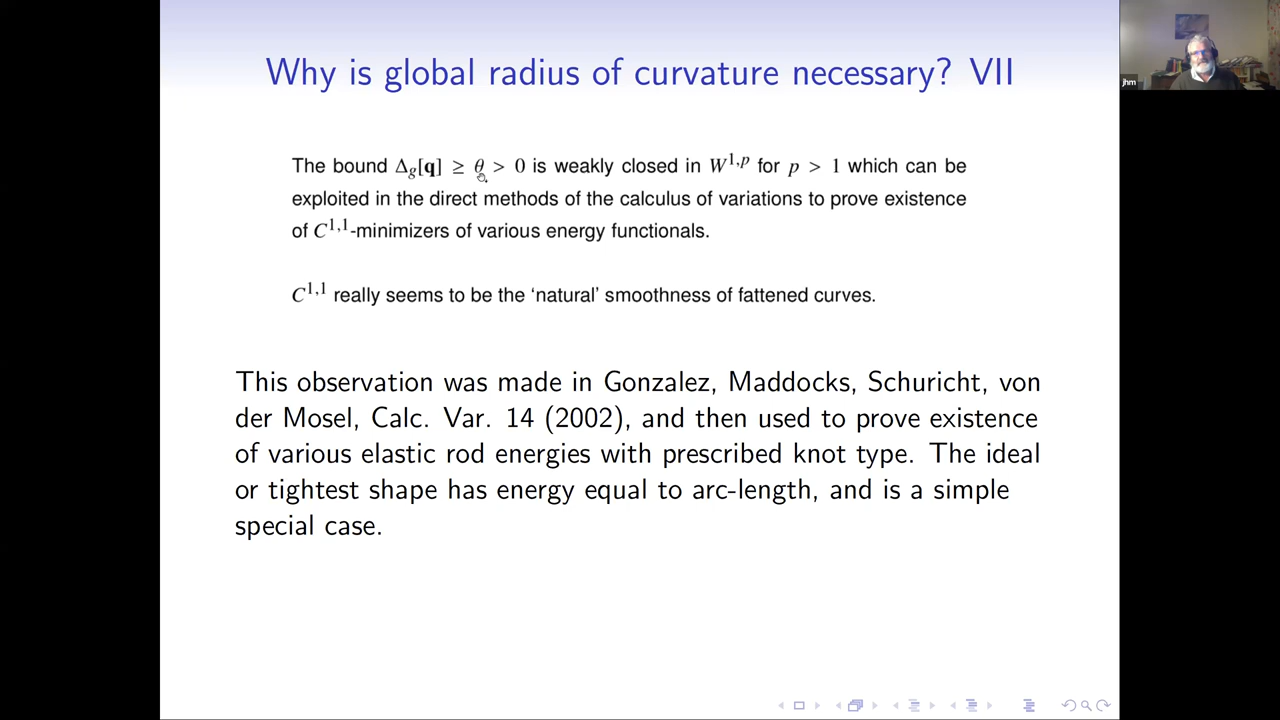 Why is global radius of curvature necessary? VII
jhm
The bound Δg[q] ≥ θ > 0 is weakly closed in W^{1,p} for p > 1 which can be
exploited in the direct methods of the calculus of variations to prove existence
of C^{1,1}-minimizers of various energy functionals.
C^{1,1} really seems to be the ‘natural’ smoothness of fattened curves.
This observation was made in Gonzalez, Maddocks, Schuricht, von
der Mosel, Calc. Var. 14 (2002), and then used to prove existence
of various elastic rod energies with prescribed knot type. The ideal
or tightest shape has energy equal to arc-length, and is a simple
special case.